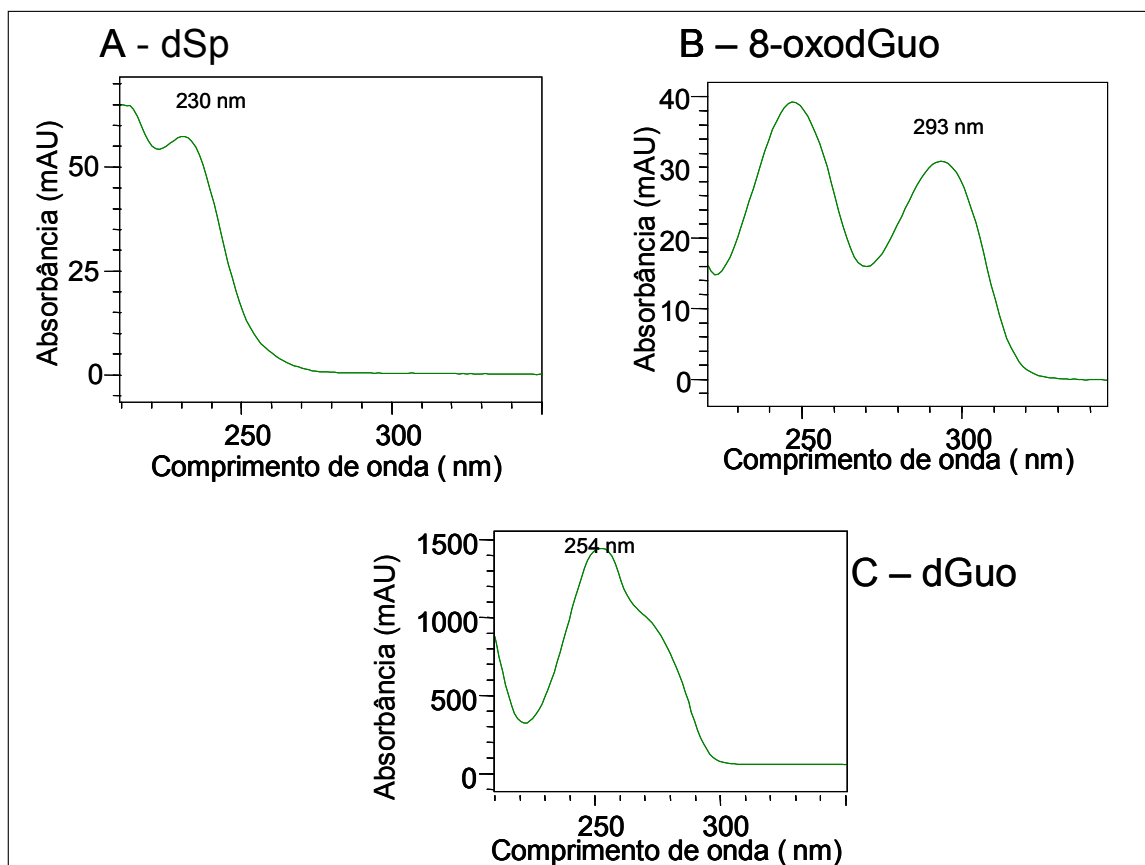 A - dSp
230 nm
Absorbância (mAU)
50
25
0
250
300
Comprimento de onda ( nm)
B – 8-oxodGuo
293 nm
Absorbância (mAU)
40
30
20
10
0
250
300
Comprimento de onda ( nm)
C – dGuo
254 nm
Absorbância (mAU)
1500
1000
500
0
250
300
Comprimento de onda ( nm)